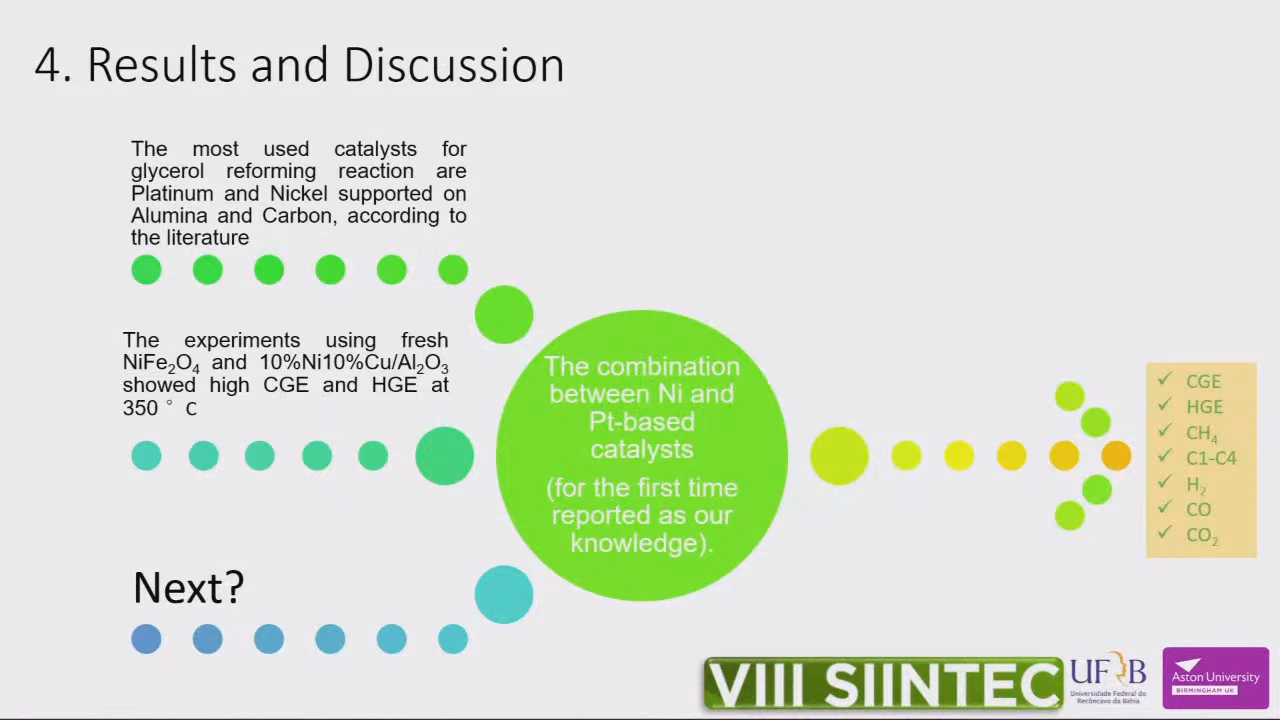 4. Results and Discussion
The most used catalysts for
glycerol reforming reaction are
Platinum and Nickel supported on
Alumina and Carbon, according to
the literature
The experiments using fresh
NiFe₂O₄ and 10%Ni10%Cu/Al₂O₃
showed high CGE and HGE at
350 °C
Next?
The combination
between Ni and
Pt-based
catalysts
(for the first time
reported as our
knowledge).
✓ CGE
✓ HGE
✓ CH₄
✓ C1-C4
✓ H₂
✓ CO
✓ CO₂
VIII SIINTEC
UFRB
Universidade Federal do
Recôncavo da Bahia
Aston University
BIRMINGHAM UK